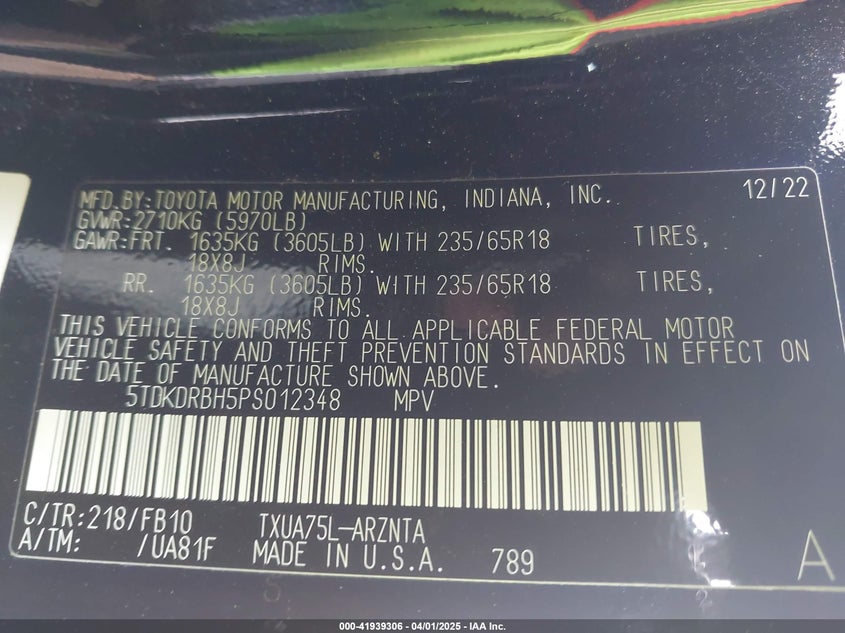 MFD.BY:TOYOTA MOTOR MANUFACTURING, INDIANA, INC. 12/22
GVWR:2710KG (5970LB)
GAWR:FRT. 1635KG (3605LB) WITH 235/65R18 TIRES,
18X8J RIMS.
RR. 1635KG (3605LB) WITH 235/65R18 TIRES,
18X8J RIMS.
THIS VEHICLE CONFORMS TO ALL APPLICABLE FEDERAL MOTOR
VEHICLE SAFETY AND THEFT PREVENTION STANDARDS IN EFFECT ON
THE DATE OF MANUFACTURE SHOWN ABOVE.
5TDKDRBH5PS012348 MPV
C/TR:218/FB10 TXUA75L-ARZNTA
A/TM: /UA81F MADE IN U.S.A. 789 A
000-41939306 - 04/01/2025 - IAA Inc.